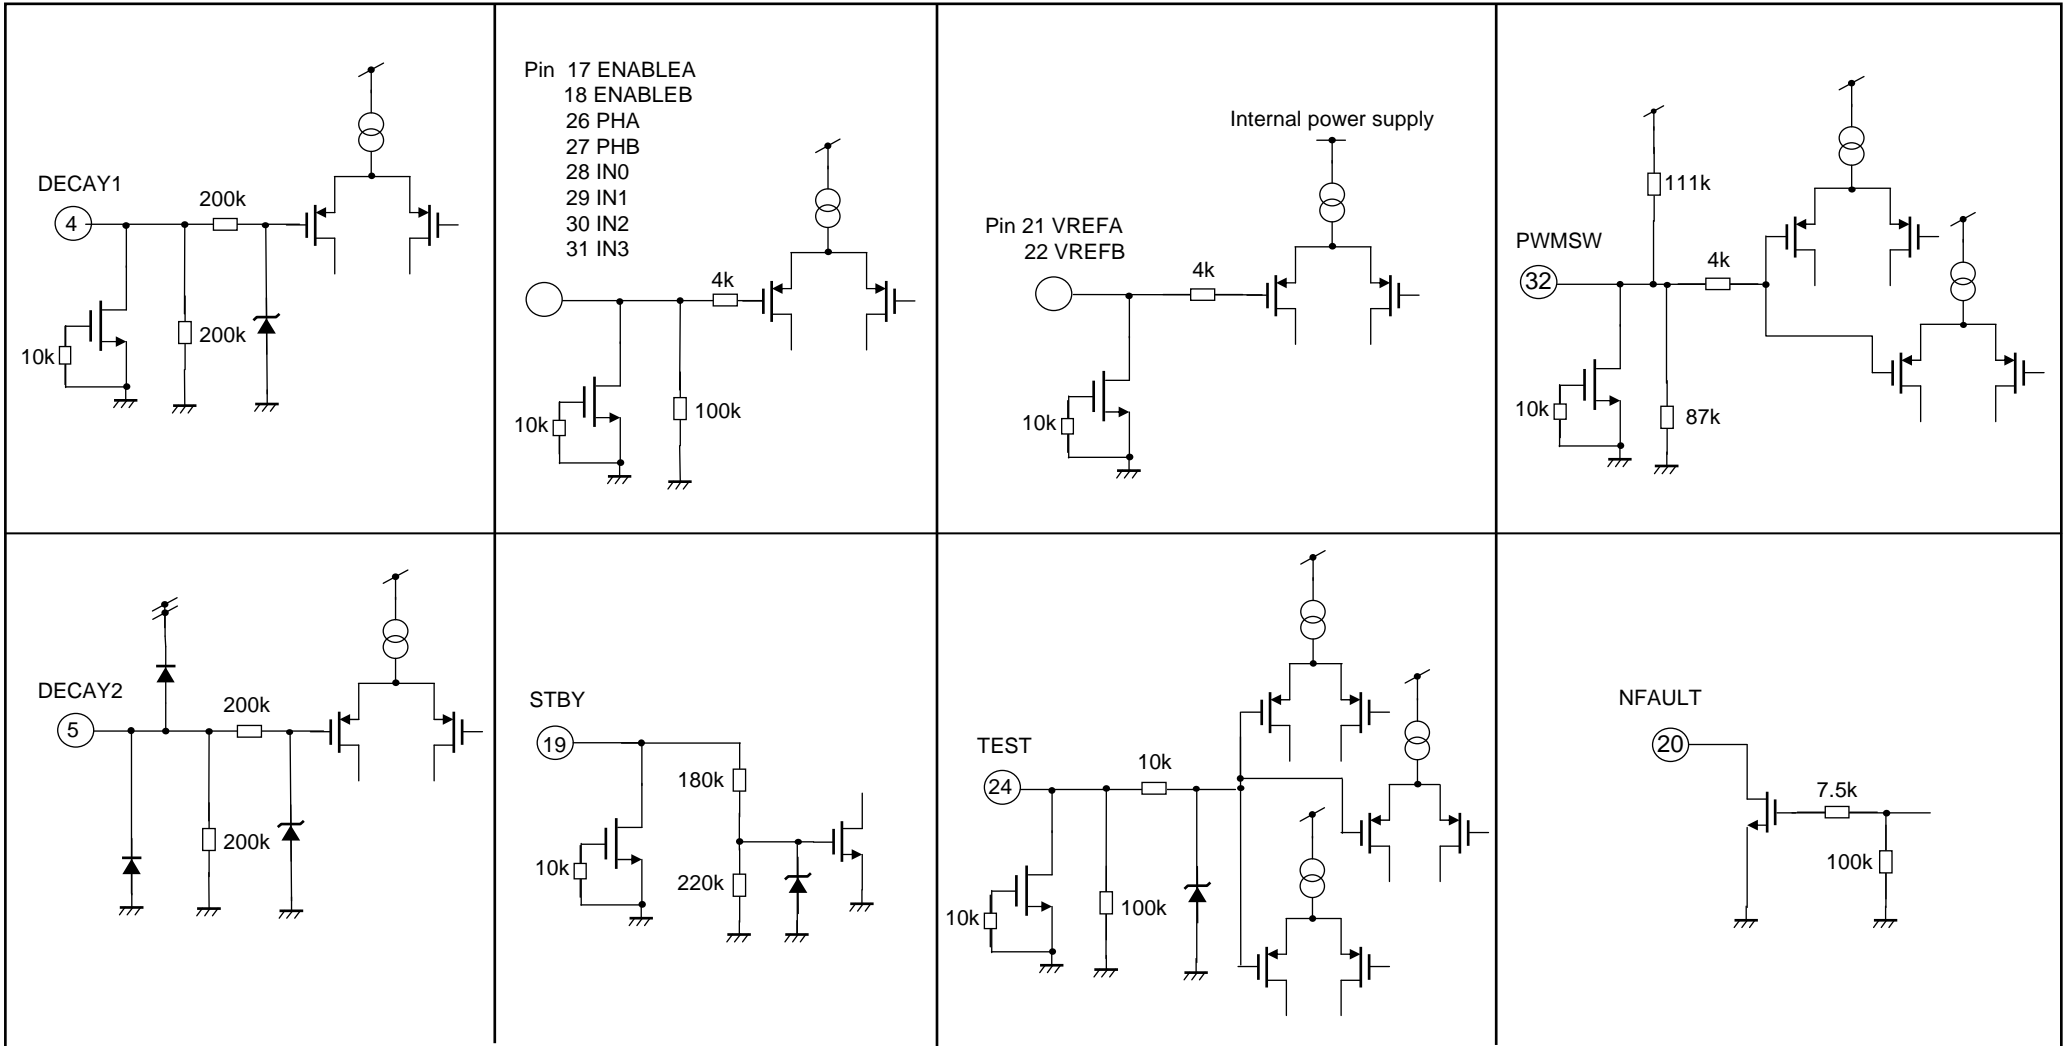 DECAY1
4
200k
200k
10k
Pin 17 ENABLEA
18 ENABLEB
26 PHA
27 PHB
28 IN0
29 IN1
30 IN2
31 IN3
4k
10k
100k
Internal power supply
Pin 21 VREFA
22 VREFB
4k
10k
PWMSW
32
111k
4k
10k
87k
DECAY2
5
200k
200k
STBY
19
180k
10k
220k
TEST
24
10k
10k
100k
NFAULT
20
7.5k
100k